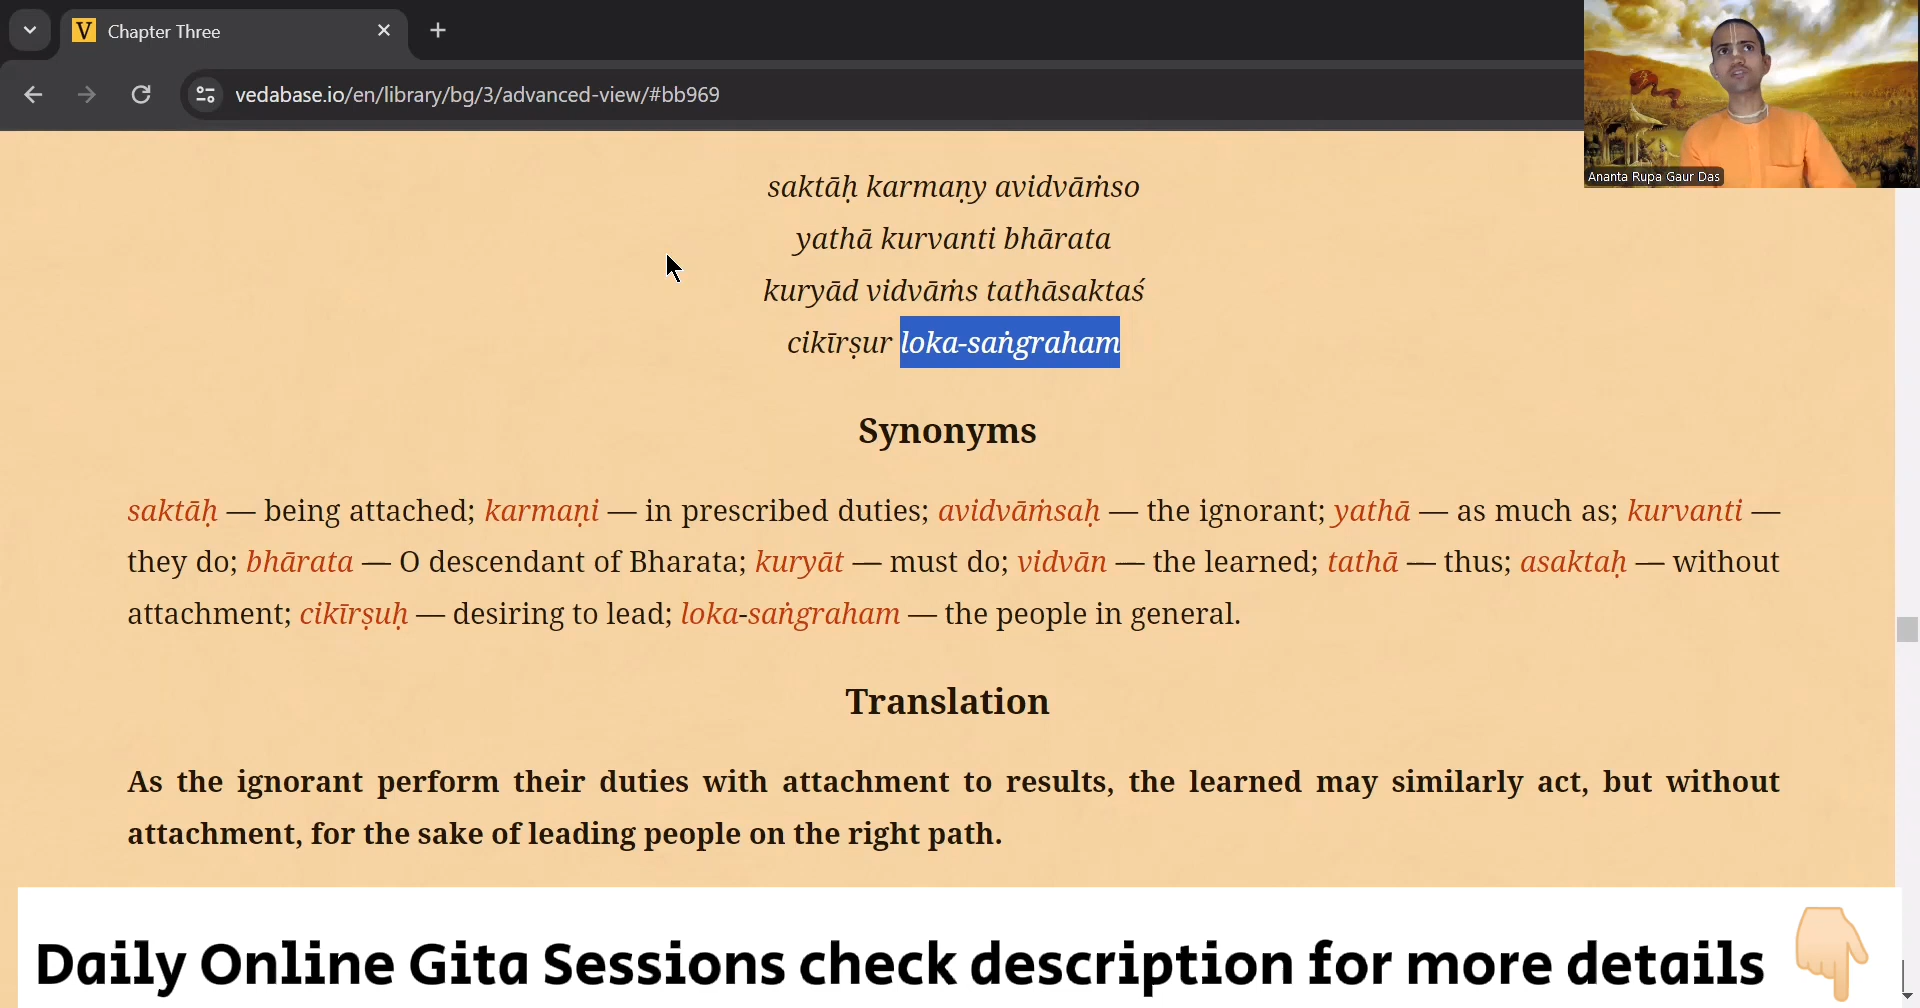 V Chapter Three
vedabase.io/en/library/bg/3/advanced-view/#bb969
Ananta Rupa Gaur Das
saktāḥ karmaṇy avidvāṁso
yathā kurvanti bhārata
kuryād vidvāṁs tathāsaktaś
cikīrṣur loka-saṅgraham
Synonyms
saktāḥ — being attached; karmaṇi — in prescribed duties; avidvāṁsaḥ — the ignorant; yathā — as much as; kurvanti —
they do; bhārata — O descendant of Bharata; kuryāt — must do; vidvān — the learned; tathā — thus; asaktaḥ — without
attachment; cikīrṣuḥ — desiring to lead; loka-saṅgraham — the people in general.
Translation
As the ignorant perform their duties with attachment to results, the learned may similarly act, but without
attachment, for the sake of leading people on the right path.
Daily Online Gita Sessions check description for more details